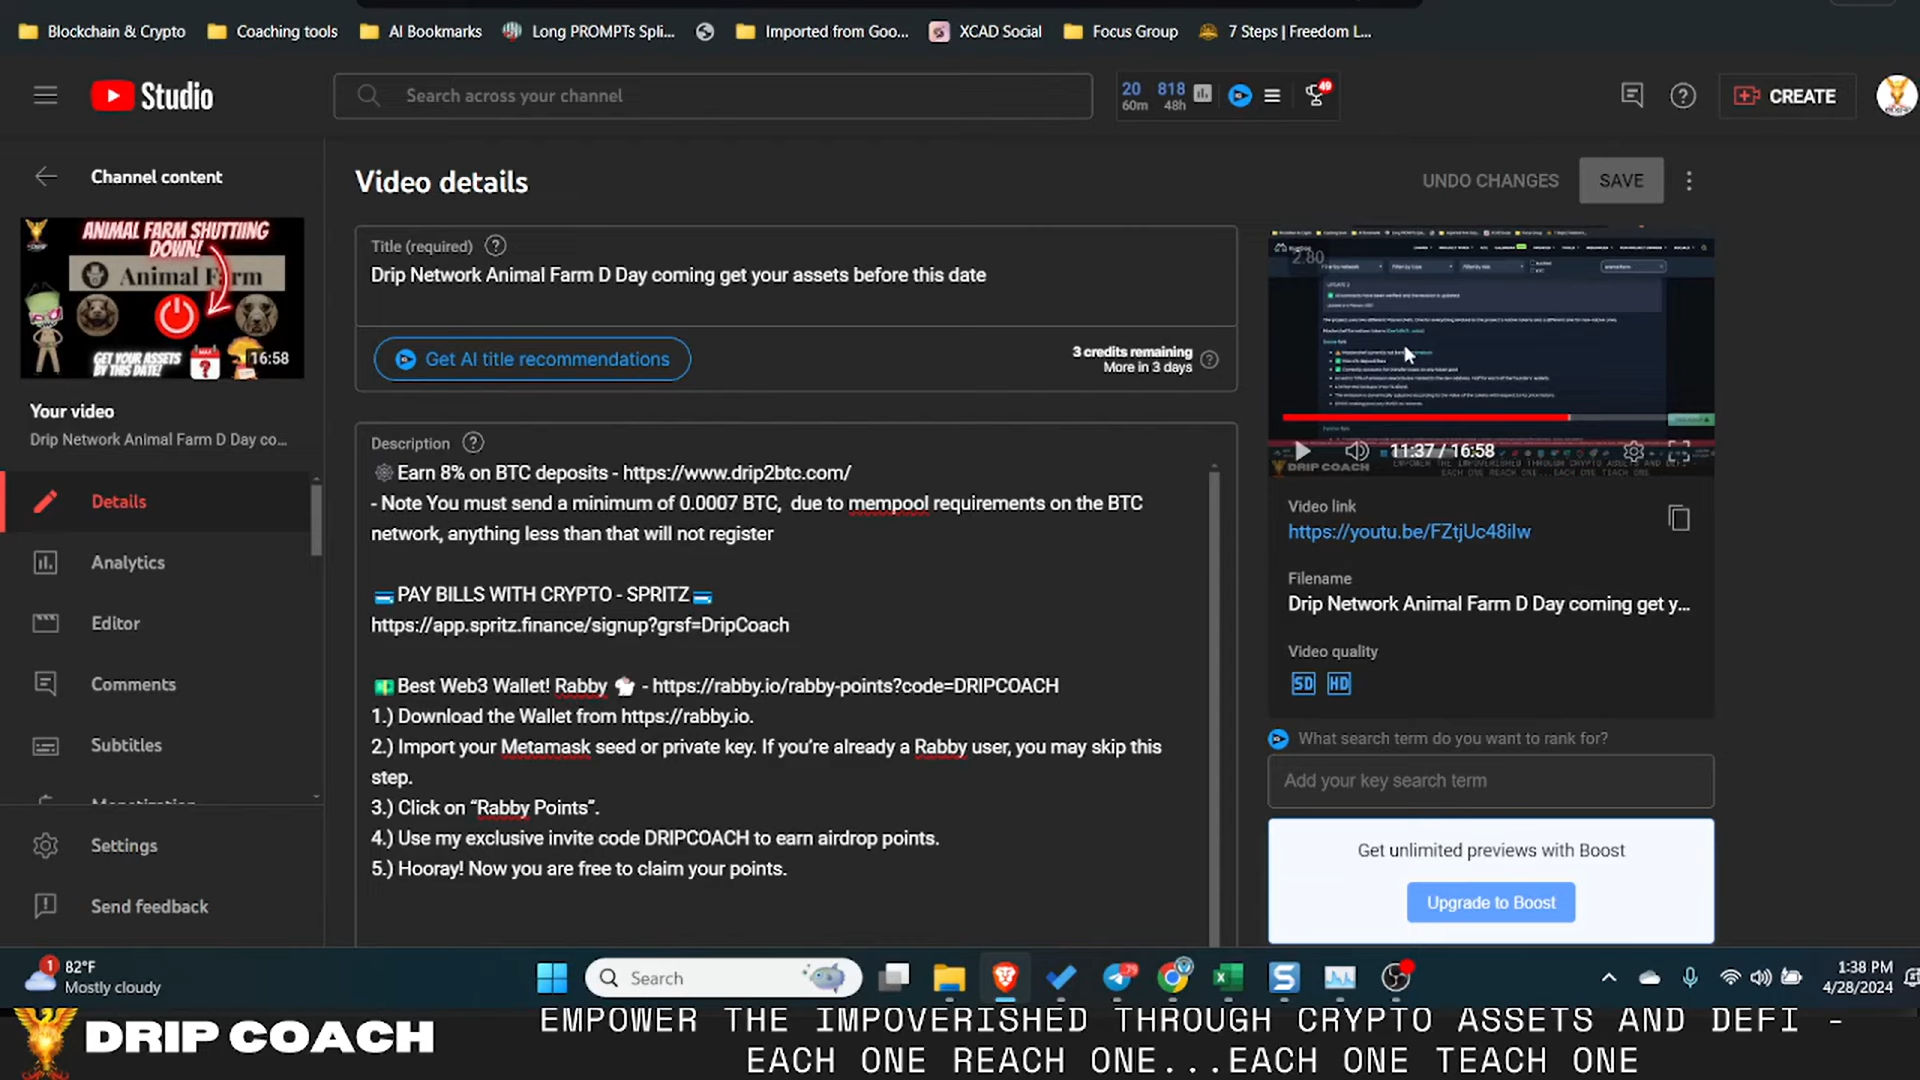 Blockchain & Crypto
Coaching tools
AI Bookmarks
Long PROMPTs Spli...
Imported from Goo...
XCAD Social
Focus Group
7 Steps | Freedom L...
Studio
Search across your channel
20
60m
818
48h
49
CREATE
Channel content
Video details
UNDO CHANGES
SAVE
ANIMAL FARM SHUTTIING
DOWN!
Animal Farm
GET YOUR ASSETS
BY THIS DATE!
16:58
Your video
Drip Network Animal Farm D Day co...
Details
Analytics
Editor
Comments
Subtitles
Monetization
Settings
Send feedback
Title (required)
Drip Network Animal Farm D Day coming get your assets before this date
Get AI title recommendations
3 credits remaining
More in 3 days
Description
Earn 8% on BTC deposits - https://www.drip2btc.com/
- Note You must send a minimum of 0.0007 BTC,  due to mempool requirements on the BTC
network, anything less than that will not register
PAY BILLS WITH CRYPTO - SPRITZ
https://app.spritz.finance/signup?grsf=DripCoach
Best Web3 Wallet! Rabby - https://rabby.io/rabby-points?code=DRIPCOACH
1.) Download the Wallet from https://rabby.io.
2.) Import your Metamask seed or private key. If you're already a Rabby user, you may skip this
step.
3.) Click on “Rabby Points”.
4.) Use my exclusive invite code DRIPCOACH to earn airdrop points.
5.) Hooray! Now you are free to claim your points.
2.80
11:37 / 16:58
DRIP COACH
Video link
https://youtu.be/FZtjUc48iIw
Filename
Drip Network Animal Farm D Day coming get y...
Video quality
SD HD
What search term do you want to rank for?
Add your key search term
Get unlimited previews with Boost
Upgrade to Boost
1
82°F
Mostly cloudy
Search
79
1:38 PM
4/28/2024
DRIP COACH
EMPOWER THE IMPOVERISHED THROUGH CRYPTO ASSETS AND DEFI -
EACH ONE REACH ONE...EACH ONE TEACH ONE